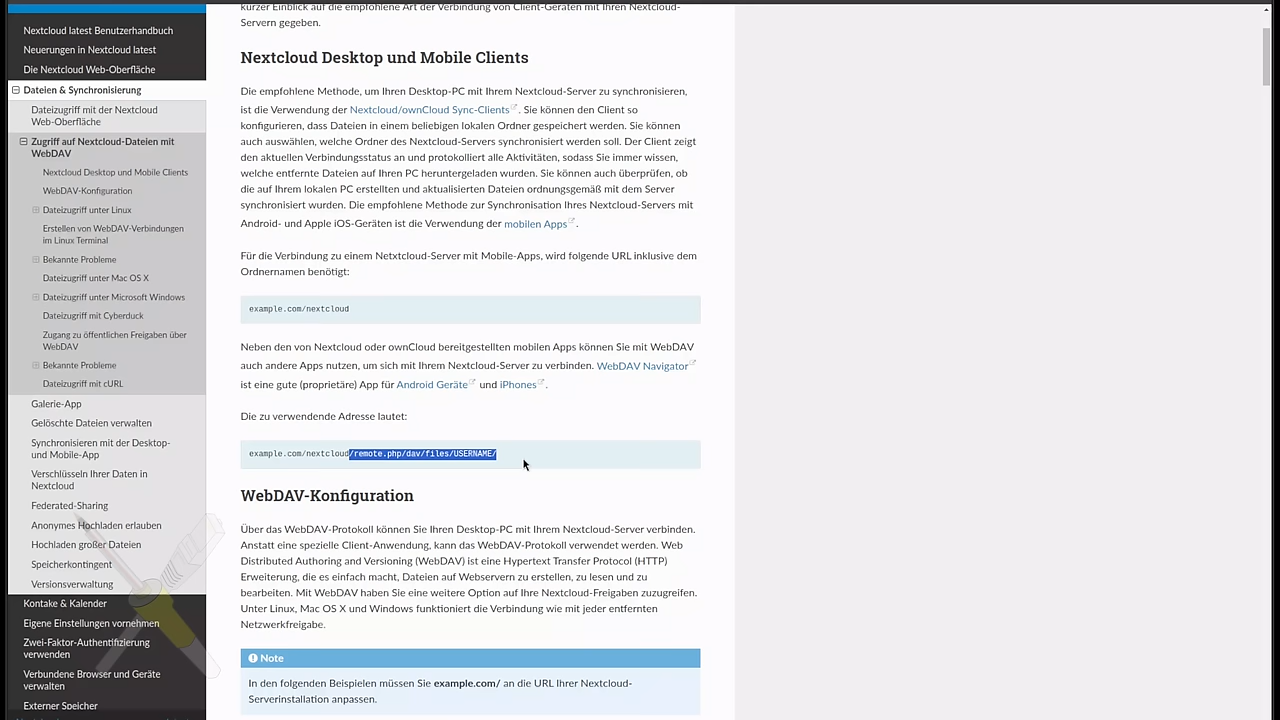 Nextcloud latest Benutzerhandbuch
Neuerungen in Nextcloud latest
Die Nextcloud Web-Oberfläche
Dateien & Synchronisierung
Dateizugriff mit der Nextcloud
Web-Oberfläche
Zugriff auf Nextcloud-Dateien mit
WebDAV
Nextcloud Desktop und Mobile Clients
WebDAV-Konfiguration
Dateizugriff unter Linux
Erstellen von WebDAV-Verbindungen
im Linux Terminal
Bekannte Probleme
Dateizugriff unter Mac OS X
Dateizugriff unter Microsoft Windows
Dateizugriff mit Cyberduck
Zugang zu öffentlichen Freigaben über
WebDAV
Bekannte Probleme
Dateizugriff mit cURL
Galerie-App
Gelöschte Dateien verwalten
Synchronisieren mit der Desktop-
und Mobile-App
Verschlüsseln Ihrer Daten in
Nextcloud
Federated-Sharing
Anonymes Hochladen erlauben
Hochladen großer Dateien
Speicherkontingent
Versionsverwaltung
Kontake & Kalender
Eigene Einstellungen vornehmen
Zwei-Faktor-Authentifizierung
verwenden
Verbundene Browser und Geräte
verwalten
Externer Speicher
kurzer Einblick auf die empfohlene Art der Verbindung von Client-Geräten mit Ihren Nextcloud-
Servern gegeben.
Nextcloud Desktop und Mobile Clients
Die empfohlene Methode, um Ihren Desktop-PC mit Ihrem Nextcloud-Server zu synchronisieren,
ist die Verwendung der Nextcloud/ownCloud Sync-Clients. Sie können den Client so
konfigurieren, dass Dateien in einem beliebigen lokalen Ordner gespeichert werden. Sie können
auch auswählen, welche Ordner des Nextcloud-Servers synchronisiert werden soll. Der Client zeigt
den aktuellen Verbindungsstatus an und protokolliert alle Aktivitäten, sodass Sie immer wissen,
welche entfernte Dateien auf Ihren PC heruntergeladen wurden. Sie können auch überprüfen, ob
die auf Ihrem lokalen PC erstellten und aktualisierten Dateien ordnungsgemäß mit dem Server
synchronisiert wurden. Die empfohlene Methode zur Synchronisation Ihres Nextcloud-Servers mit
Android- und Apple iOS-Geräten ist die Verwendung der mobilen Apps.
Für die Verbindung zu einem Netxtcloud-Server mit Mobile-Apps, wird folgende URL inklusive dem
Ordnernamen benötigt:
example.com/nextcloud
Neben den von Nextcloud oder ownCloud bereitgestellten mobilen Apps können Sie mit WebDAV
auch andere Apps nutzen, um sich mit Ihrem Nextcloud-Server zu verbinden. WebDAV Navigator
ist eine gute (proprietäre) App für Android Geräte und iPhones.
Die zu verwendende Adresse lautet:
example.com/nextcloud/remote.php/dav/files/USERNAME/
WebDAV-Konfiguration
Über das WebDAV-Protokoll können Sie Ihren Desktop-PC mit Ihrem Nextcloud-Server verbinden.
Anstatt eine spezielle Client-Anwendung, kann das WebDAV-Protokoll verwendet werden. Web
Distributed Authoring and Versioning (WebDAV) ist eine Hypertext Transfer Protocol (HTTP)
Erweiterung, die es einfach macht, Dateien auf Webservern zu erstellen, zu lesen und zu
bearbeiten. Mit WebDAV haben Sie eine weitere Option auf Ihre Nextcloud-Freigaben zuzugreifen.
Unter Linux, Mac OS X und Windows funktioniert die Verbindung wie mit jeder entfernten
Netzwerkfreigabe.
Note
In den folgenden Beispielen müssen Sie example.com/ an die URL Ihrer Nextcloud-
Serverinstallation anpassen.